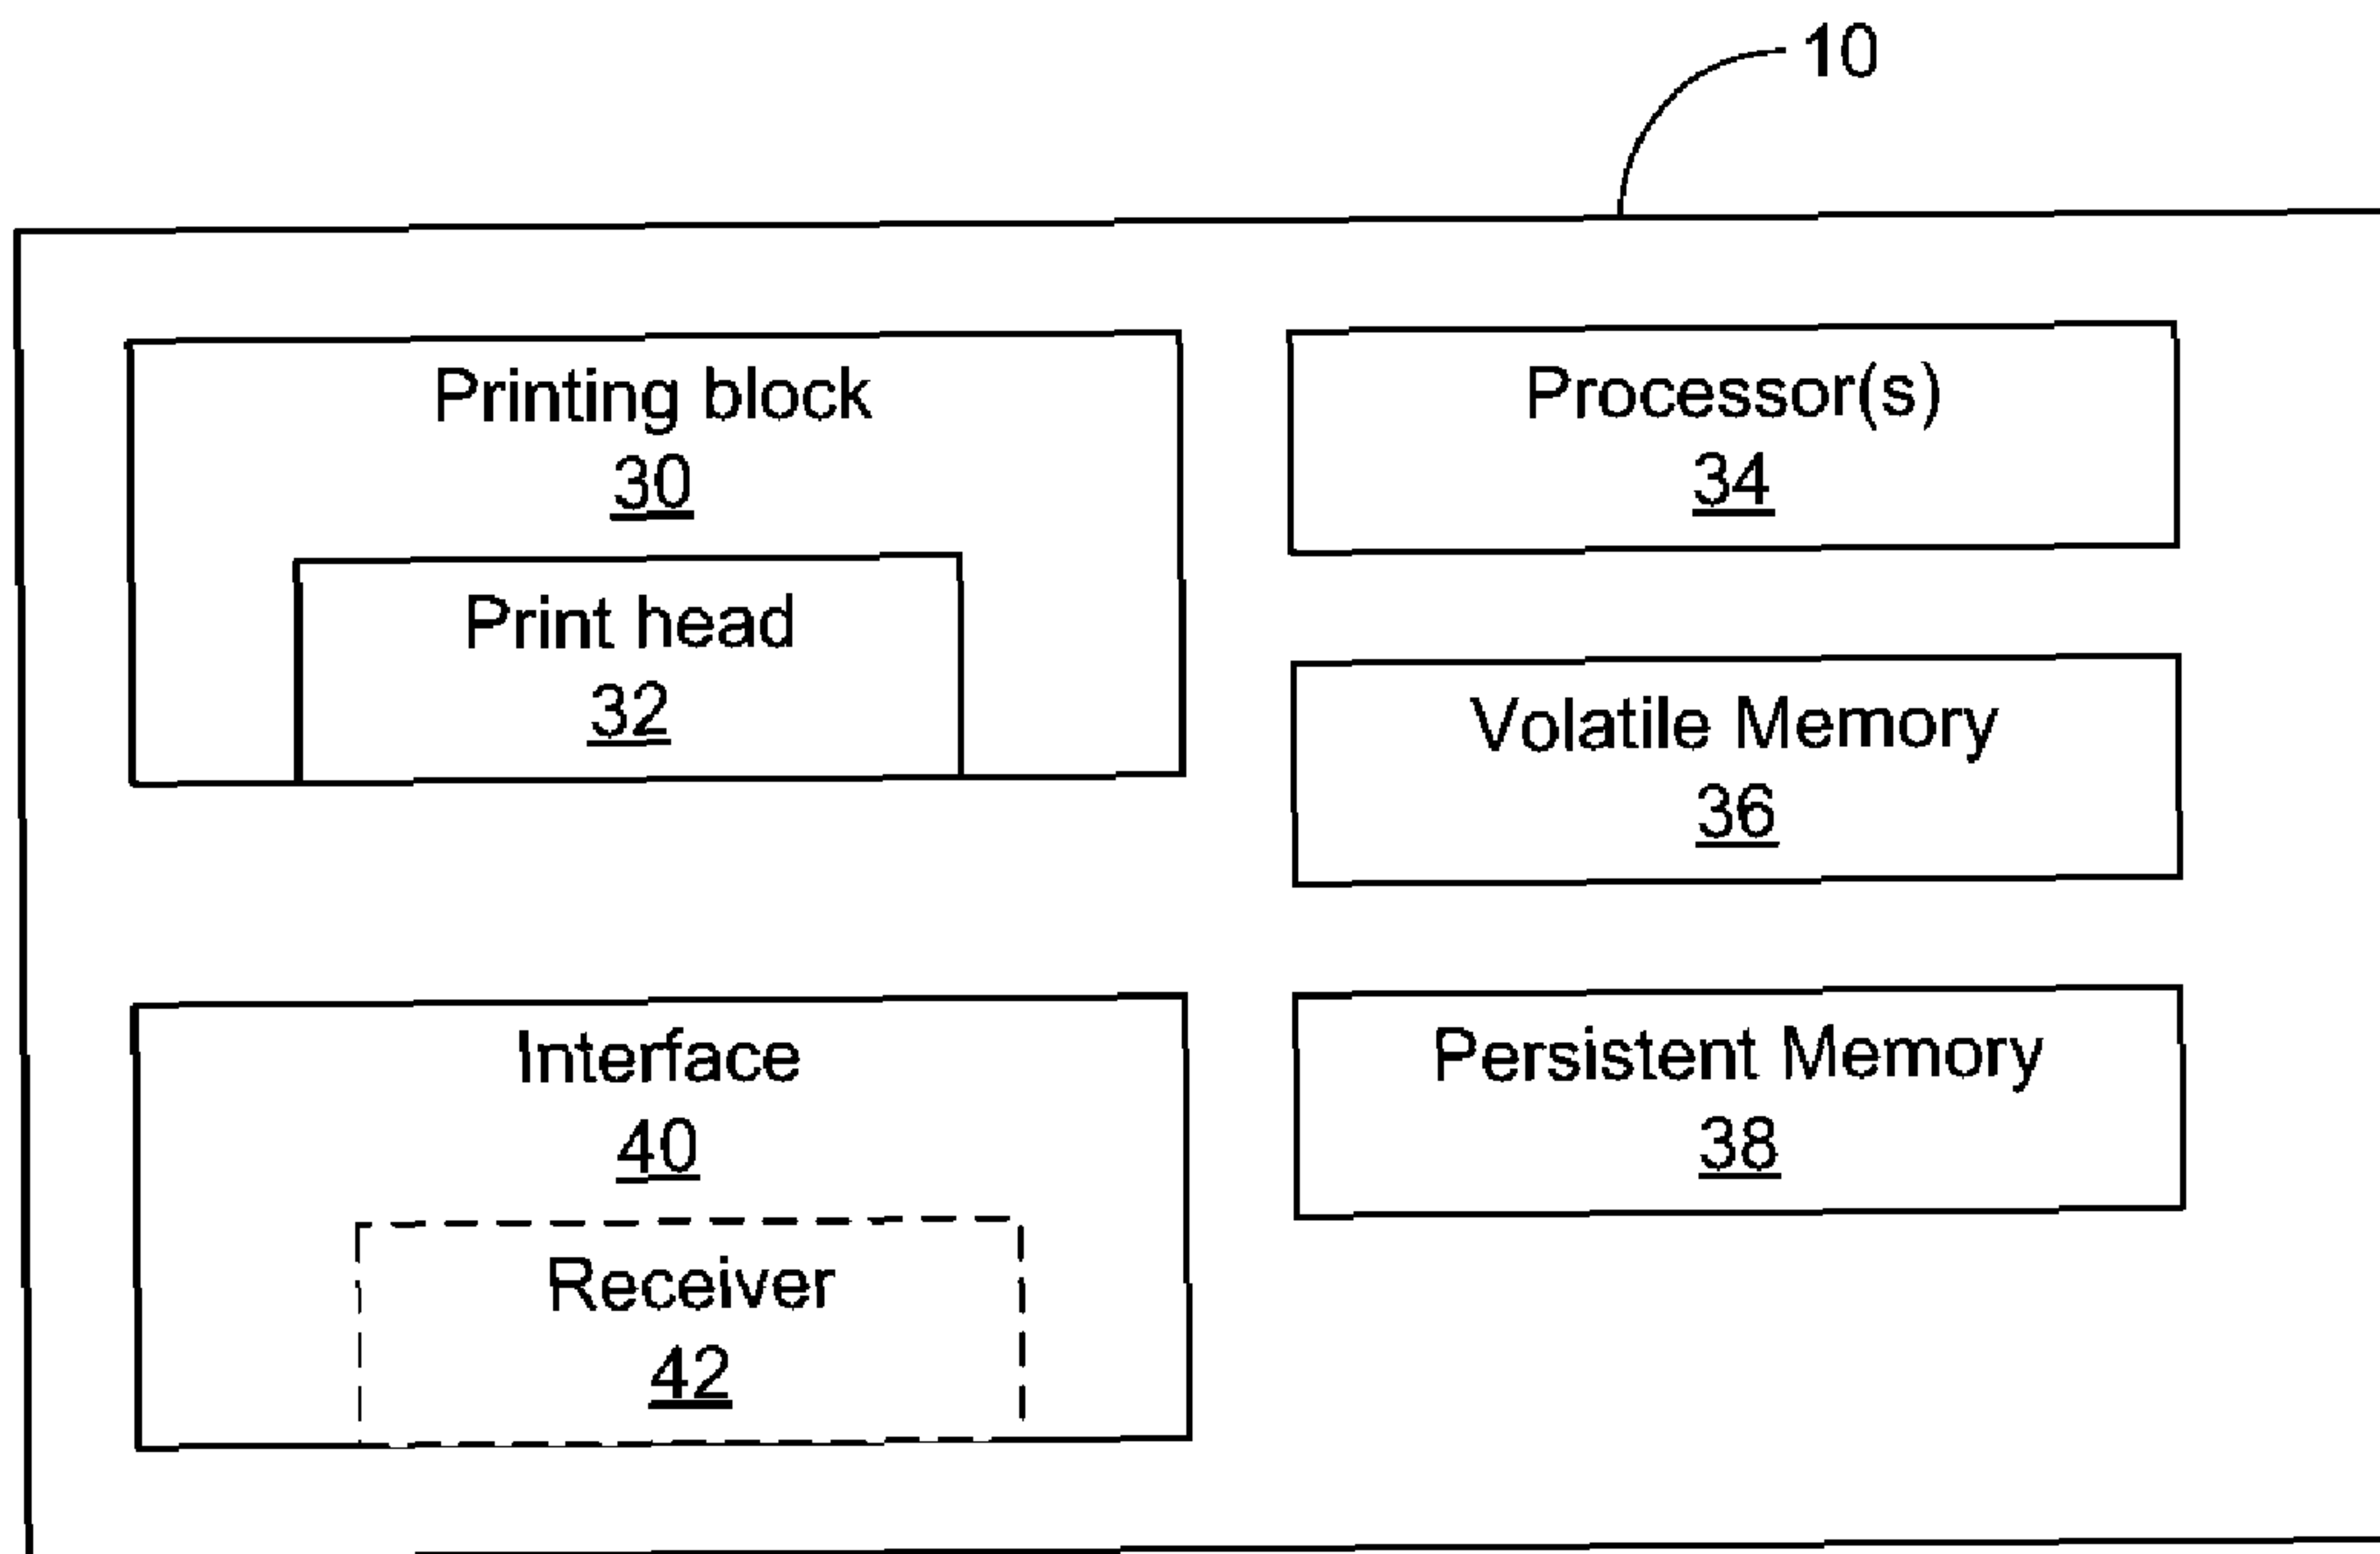 10
Printing block
30
Print head
32
Processor(s)
34
Volatile Memory
36
Interface
40
Receiver
42
Persistent Memory
38